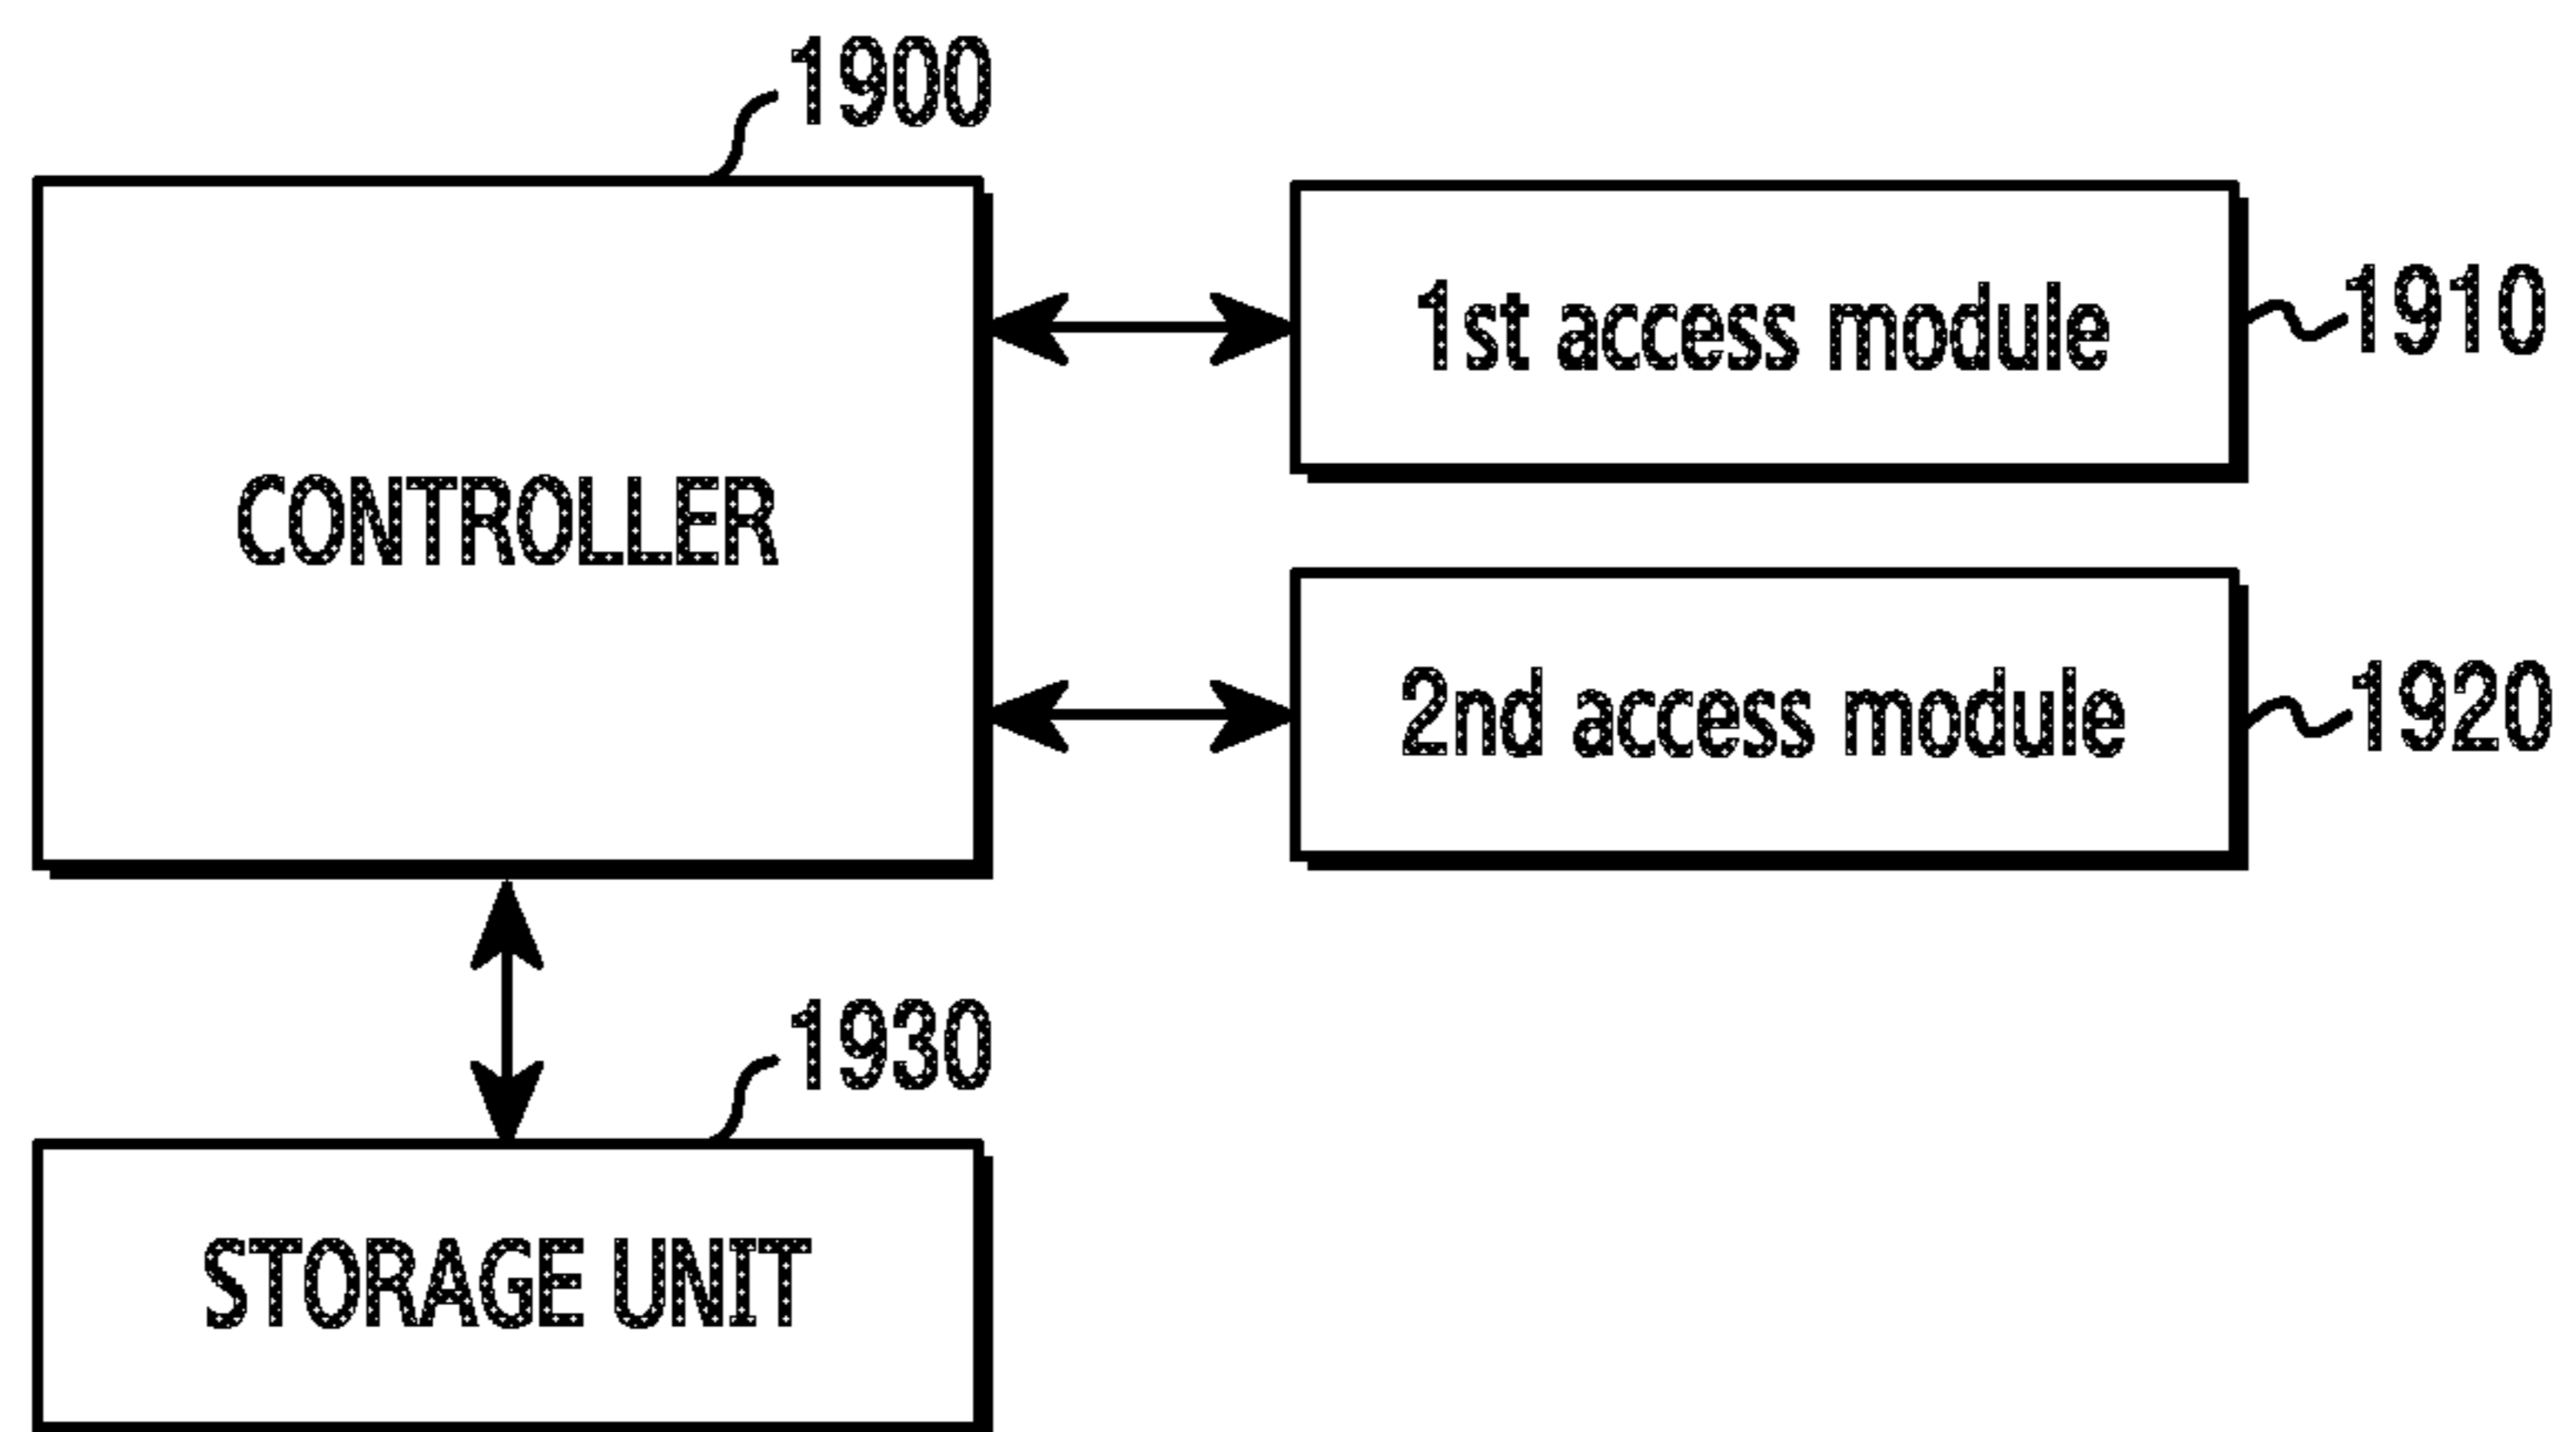 1900
1st access module
1910
CONTROLLER
2nd access module
1920
1930
STORAGE UNIT